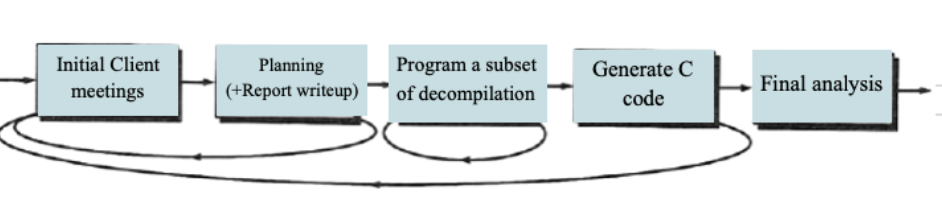 Initial Client
meetings
Planning
(+Report writeup)
Program a subset
of decompilation
Generate C
code
Final analysis